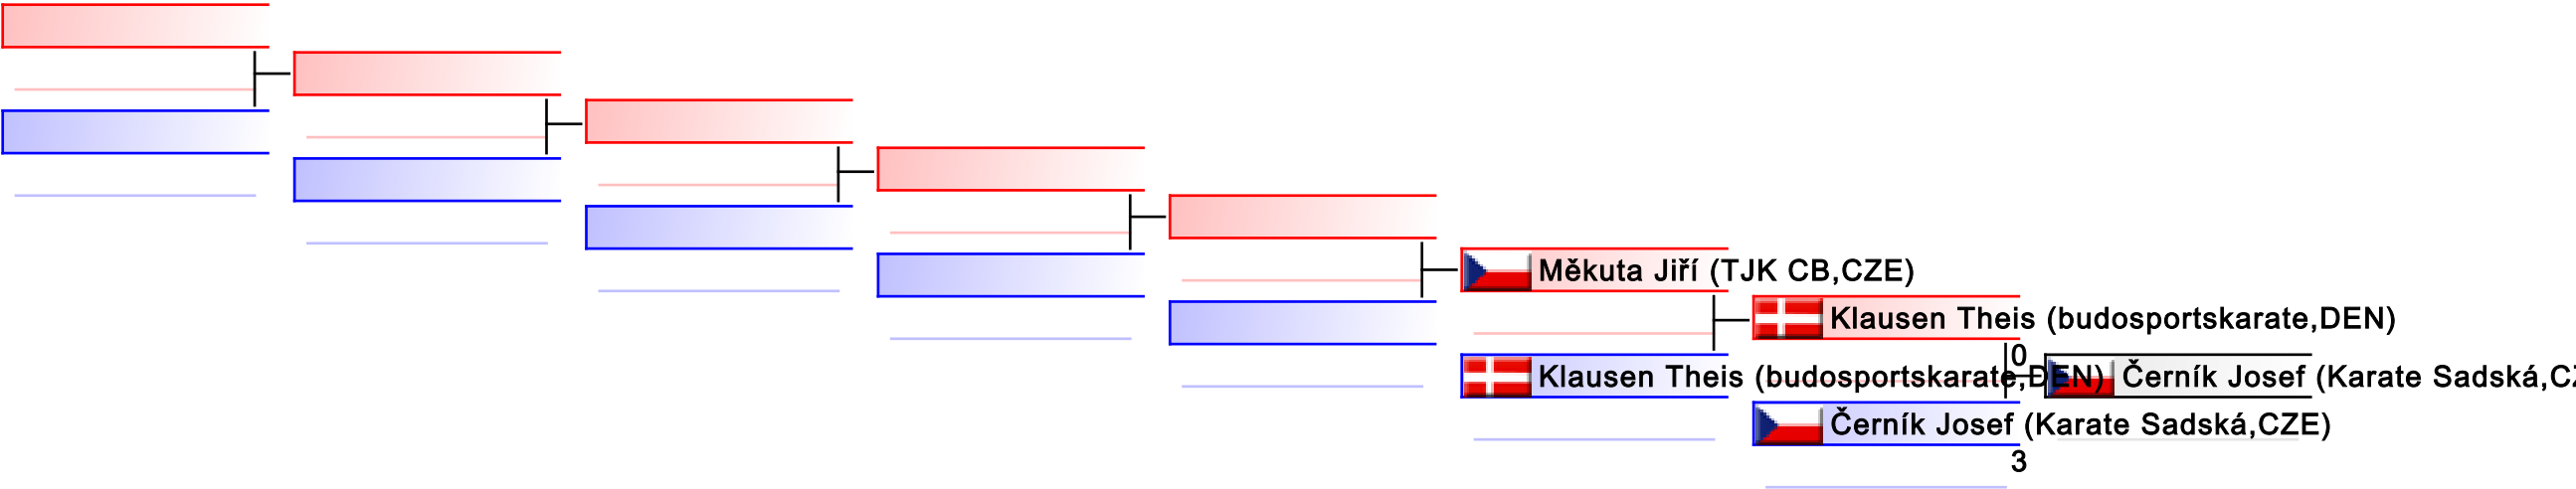 Měkuta Jiří (TJK CB,CZE)
Klausen Theis (budosportskarate,DEN)
0
Klausen Theis (budosportskarate,DEN)
Černík Josef (Karate Sadská,CZ
Černík Josef (Karate Sadská,CZE)
3